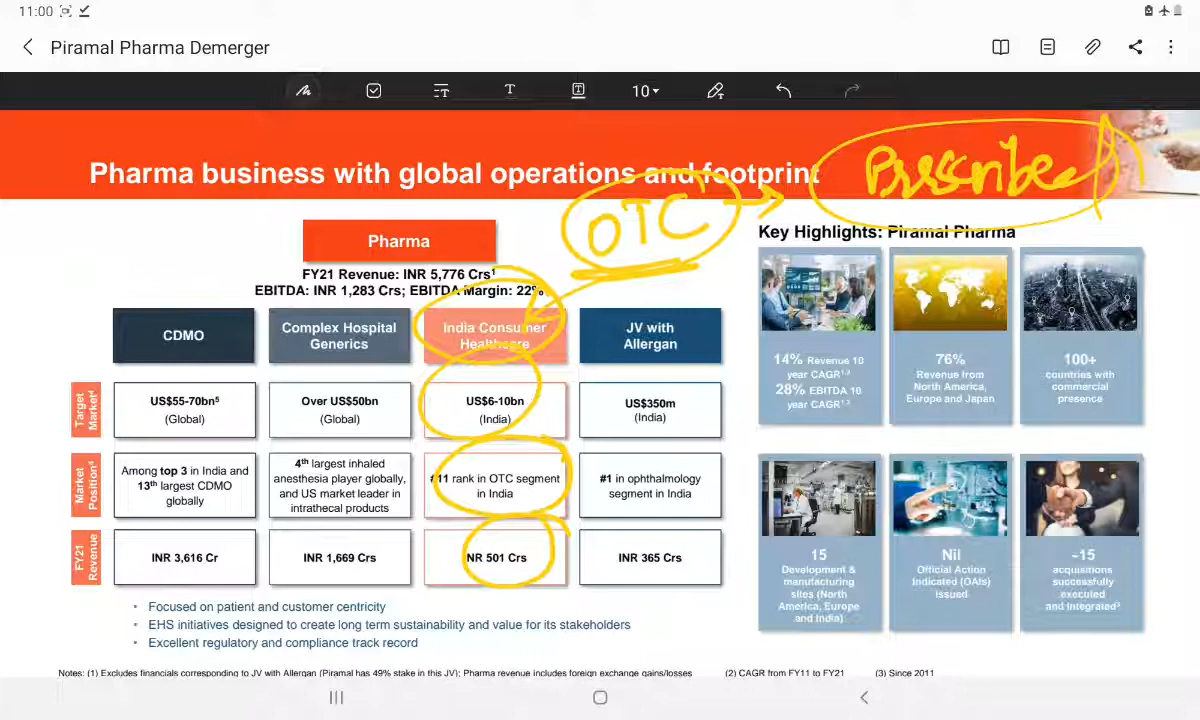 11:00
Piramal Pharma Demerger
T
10
Pharma business with global operations and footprint
OTC
Pharma
FY21 Revenue: INR 5,776 Crs¹
EBITDA: INR 1,283 Crs; EBITDA Margin: 22%
CDMO
Complex Hospital
Generics
India Consumer
Healthcare
JV with
Allergan
Target
Market⁴
US$55-70bn⁵
(Global)
Over US$50bn
(Global)
US$6-10bn
(India)
US$350m
(India)
Market
Position⁵
Among top 3 in India and
13th largest CDMO
globally
4th largest inhaled
anesthesia player globally,
and US market leader in
intrathecal products
#11 rank in OTC segment
in India
#1 in ophthalmology
segment in India
FY21
Revenue
INR 3,616 Cr
INR 1,669 Crs
NR 501 Crs
INR 365 Crs
• Focused on patient and customer centricity
• EHS initiatives designed to create long term sustainability and value for its stakeholders
• Excellent regulatory and compliance track record
Key Highlights: Piramal Pharma
14% Revenue 10
year CAGR¹,²
28% EBITDA 10
year CAGR¹,²
76%
Revenue from
North America,
Europe and Japan
100+
countries with
commercial
presence
15
Development &
manufacturing
sites (North
America, Europe
and India)
Nil
Official Action
Indicated (OAIs)
issued
~15
acquisitions
successfully
executed
and integrated³
Notes: (1) Excludes financials corresponding to JV with Allergan (Piramal has 49% stake in this JV); Pharma revenue includes foreign exchange gains/losses (2) CAGR from FY11 to FY21 (3) Since 2011